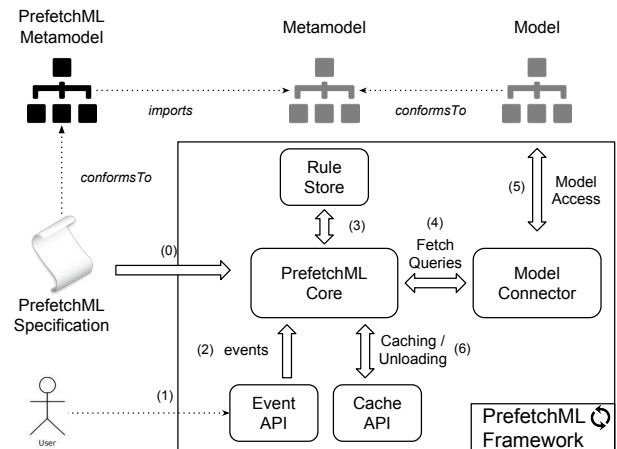 PrefetchML
Metamodel
Metamodel
Model
imports
conformsTo
conformsTo
Rule
Store
(3)
(4)
Fetch
Queries
(5)
Model
Access
(0)
PrefetchML
Core
Model
Connector
PrefetchML
Specification
(2) events
Caching /
Unloading
(6)
(1)
User
Event
API
Cache
API
PrefetchML
Framework